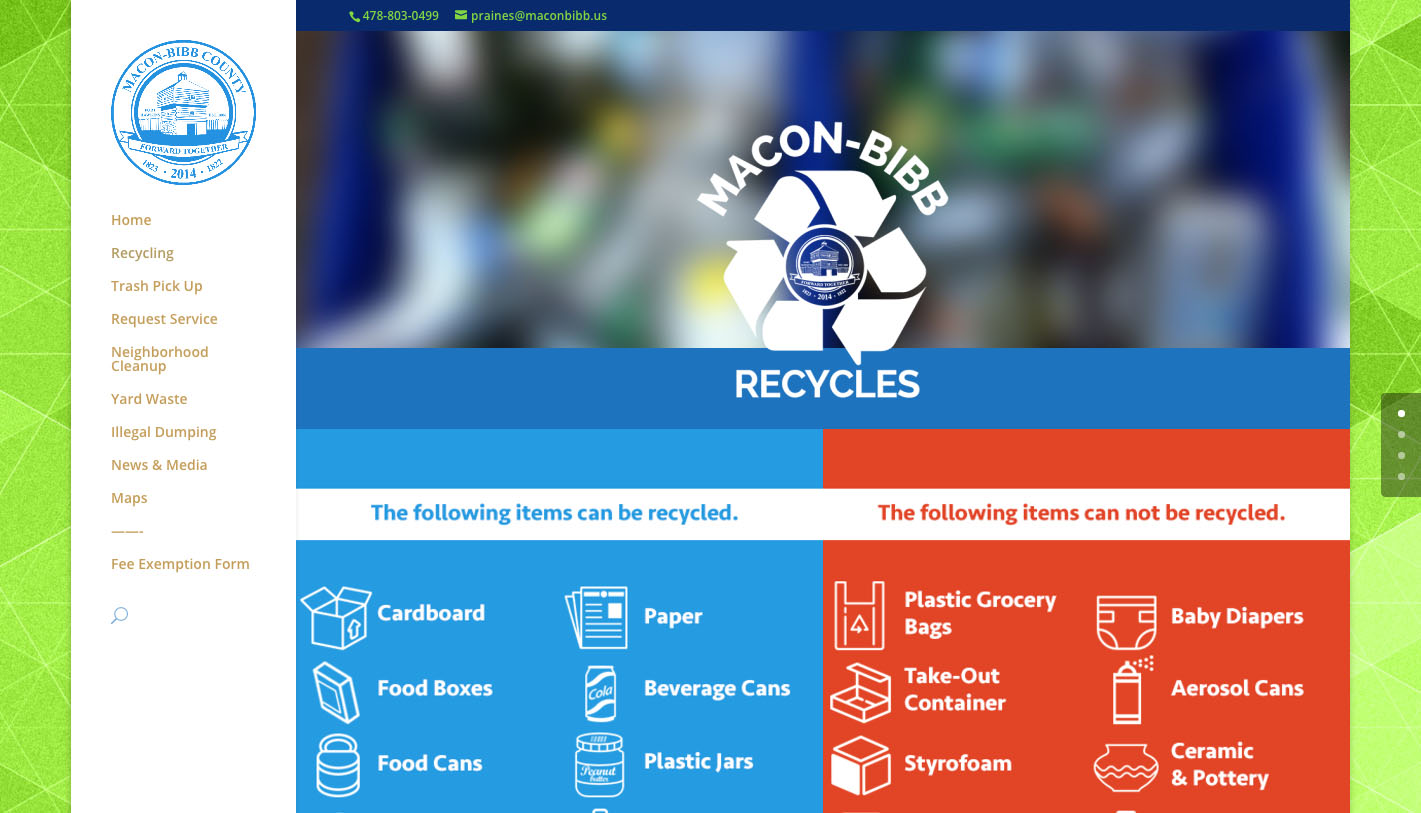 478-803-0499
praines@maconbibb.us
MACON-BIBB COUNTY
FORWARD TOGETHER
1823 · 2014 · 1822
Home
Recycling
Trash Pick Up
Request Service
Neighborhood
Cleanup
Yard Waste
Illegal Dumping
News & Media
Maps
——-
Fee Exemption Form
MACON-BIBB
FORWARD TOGETHER
1823 · 2014 · 1822
RECYCLES
The following items can be recycled.
The following items can not be recycled.
Cardboard
Paper
Plastic Grocery
Bags
Baby Diapers
Food Boxes
Cola
Beverage Cans
Take-Out
Container
Aerosol Cans
Food Cans
Peanut
butter
Plastic Jars
Styrofoam
Ceramic
& Pottery